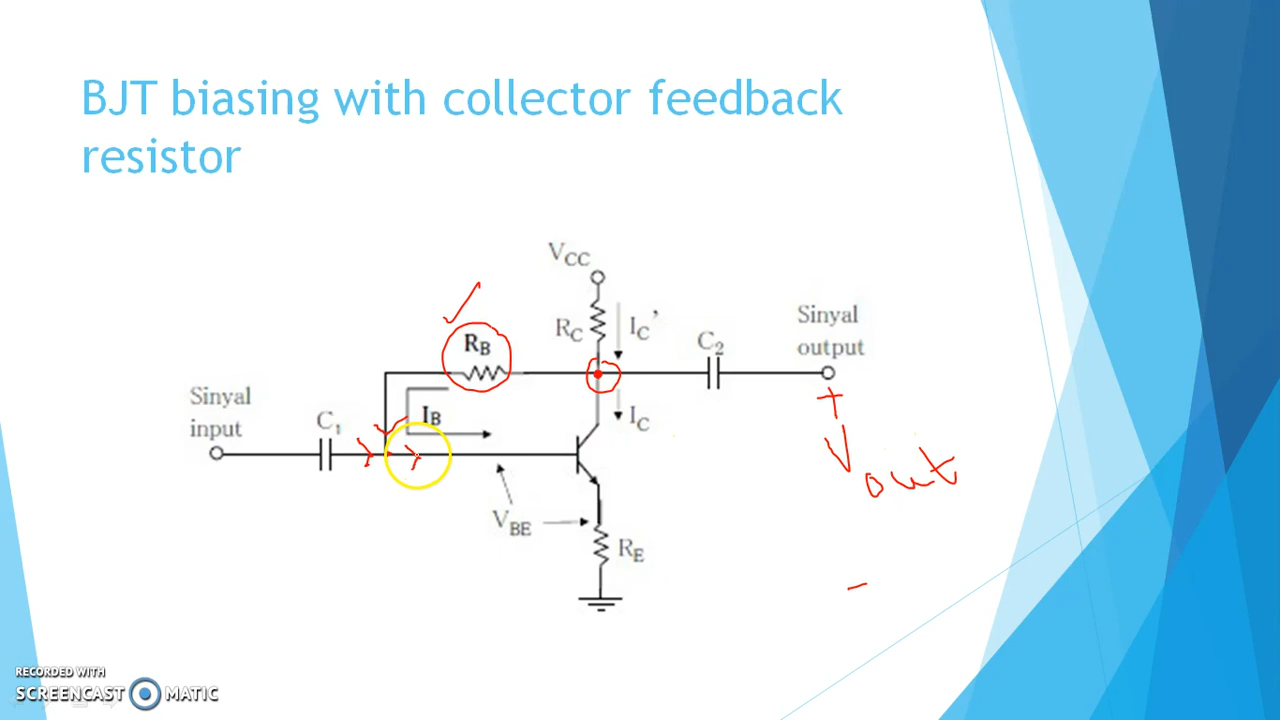 BJT biasing with collector feedback
resistor
VCC
RC
IC'
RB
C2
Sinyal
output
Sinyal
input
C1
IB
IC
+
V out
VBE
RE
-
RECORDED WITH
SCREENCAST MATIC